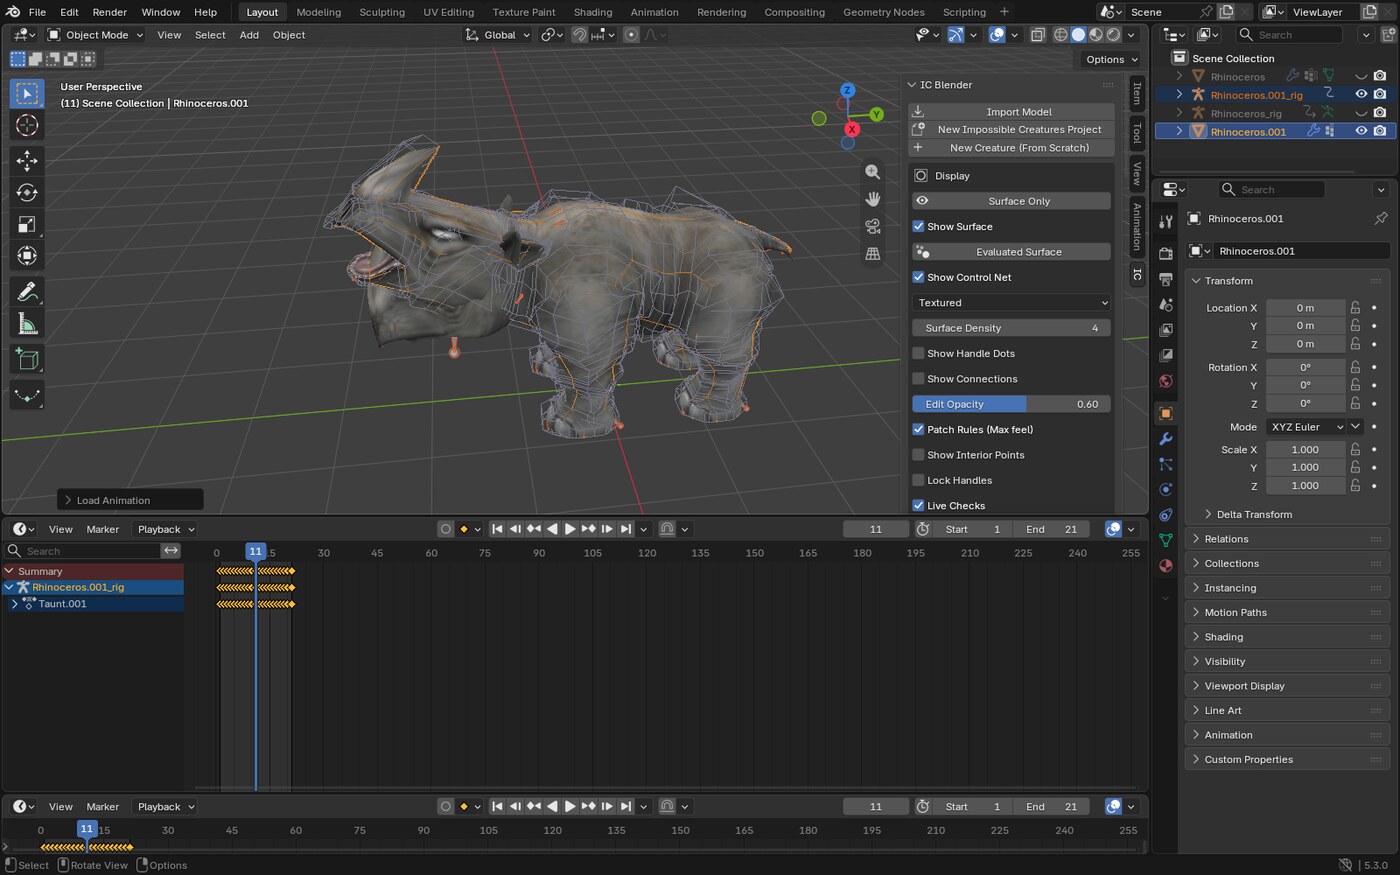 File Edit Render Window Help Layout Modeling Sculpting UV Editing Texture Paint Shading Animation Rendering Compositing Geometry Nodes Scripting + Scene ViewLayer
Object Mode View Select Add Object Global Search
Options
User Perspective
(11) Scene Collection | Rhinoceros.001
Z
Y
X
IC Blender
Import Model
New Impossible Creatures Project
New Creature (From Scratch)
Display
Surface Only
Show Surface
Evaluated Surface
Show Control Net
Textured
Surface Density 4
Show Handle Dots
Show Connections
Edit Opacity 0.60
Patch Rules (Max feel)
Show Interior Points
Lock Handles
Live Checks
Item
Tool
View
Animation
IC
Load Animation
Scene Collection
Rhinoceros
Rhinoceros.001_rig
Rhinoceros_rig
Rhinoceros.001
Search
Rhinoceros.001
Rhinoceros.001
Transform
Location X 0 m
Y 0 m
Z 0 m
Rotation X 0°
Y 0°
Z 0°
Mode XYZ Euler
Scale X 1.000
Y 1.000
Z 1.000
Delta Transform
Relations
Collections
Instancing
Motion Paths
Shading
Visibility
Viewport Display
Line Art
Animation
Custom Properties
View Marker Playback 11 Start 1 End 21
Search 0 11 15 30 45 60 75 90 105 120 135 150 165 180 195 210 225 240 255
Summary
Rhinoceros.001_rig
Taunt.001
View Marker Playback 11 Start 1 End 21
0 11 15 30 45 60 75 90 105 120 135 150 165 180 195 210 225 240 255
Select Rotate View Options 5.3.0